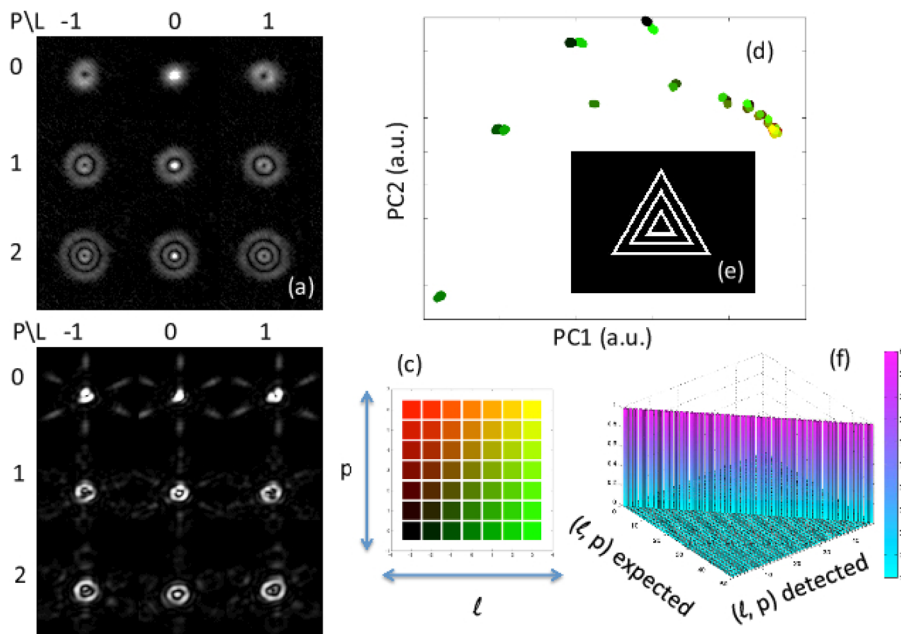 P\L -1 0 1
0
1
2
(a)
P\L -1 0 1
0
1
2
(c)
p
ℓ
(d)
PC2 (a.u.)
PC1 (a.u.)
(e)
(f)
(ℓ, p) expected
(ℓ, p) detected